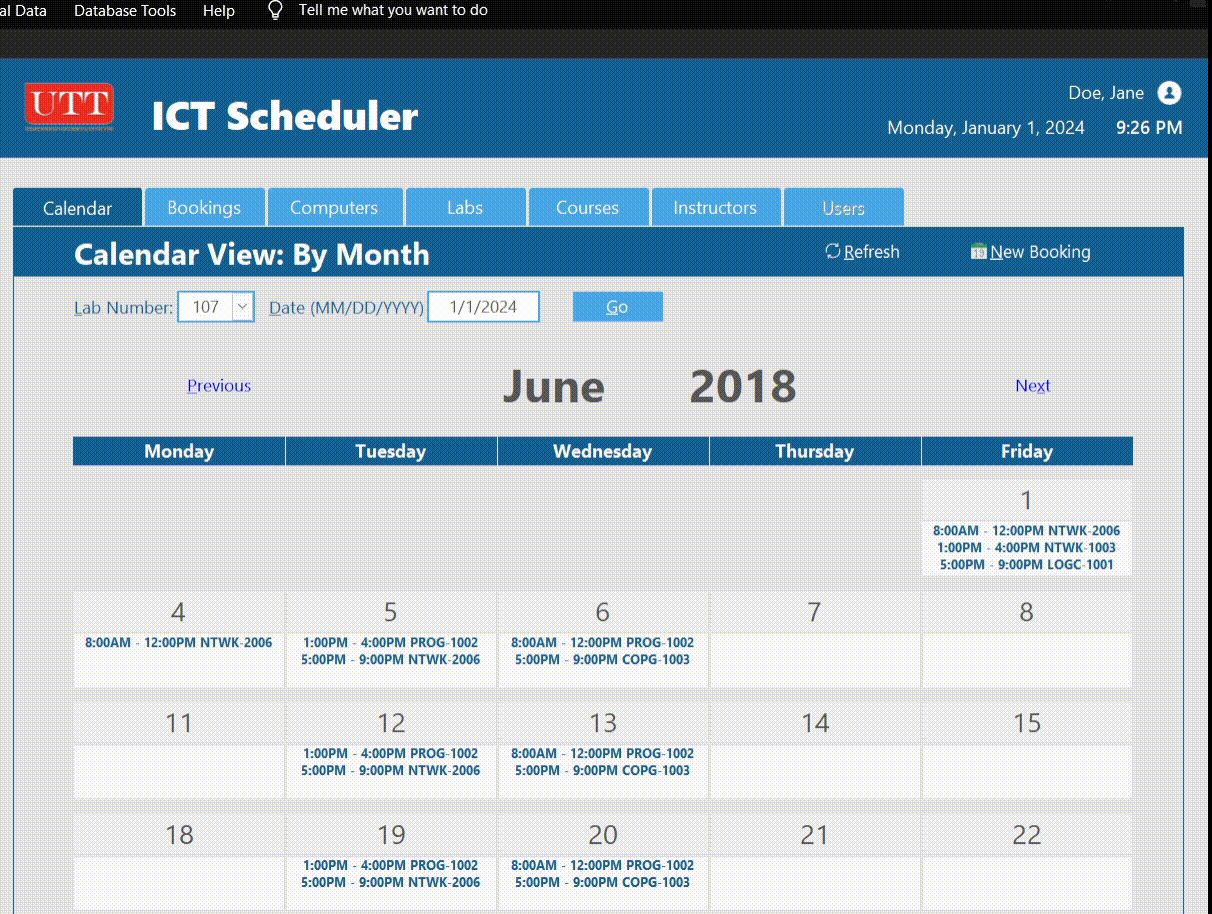 al Data Database Tools Help Tell me what you want to do
UTT
ICT Scheduler
Doe, Jane
Monday, January 1, 2024 9:26 PM
Calendar Bookings Computers Labs Courses Instructors Users
Calendar View: By Month
Refresh
New Booking
Lab Number: 107 Date (MM/DD/YYYY) 1/1/2024 Go
Previous June 2018 Next
Monday Tuesday Wednesday Thursday Friday
1
8:00AM - 12:00PM NTWK-2006
1:00PM - 4:00PM NTWK-1003
5:00PM - 9:00PM LOGC-1001
4 5 6 7 8
8:00AM - 12:00PM NTWK-2006 1:00PM - 4:00PM PROG-1002 8:00AM - 12:00PM PROG-1002
5:00PM - 9:00PM NTWK-2006 5:00PM - 9:00PM COPG-1003
11 12 13 14 15
1:00PM - 4:00PM PROG-1002 8:00AM - 12:00PM PROG-1002
5:00PM - 9:00PM NTWK-2006 5:00PM - 9:00PM COPG-1003
18 19 20 21 22
1:00PM - 4:00PM PROG-1002 8:00AM - 12:00PM PROG-1002
5:00PM - 9:00PM NTWK-2006 5:00PM - 9:00PM COPG-1003